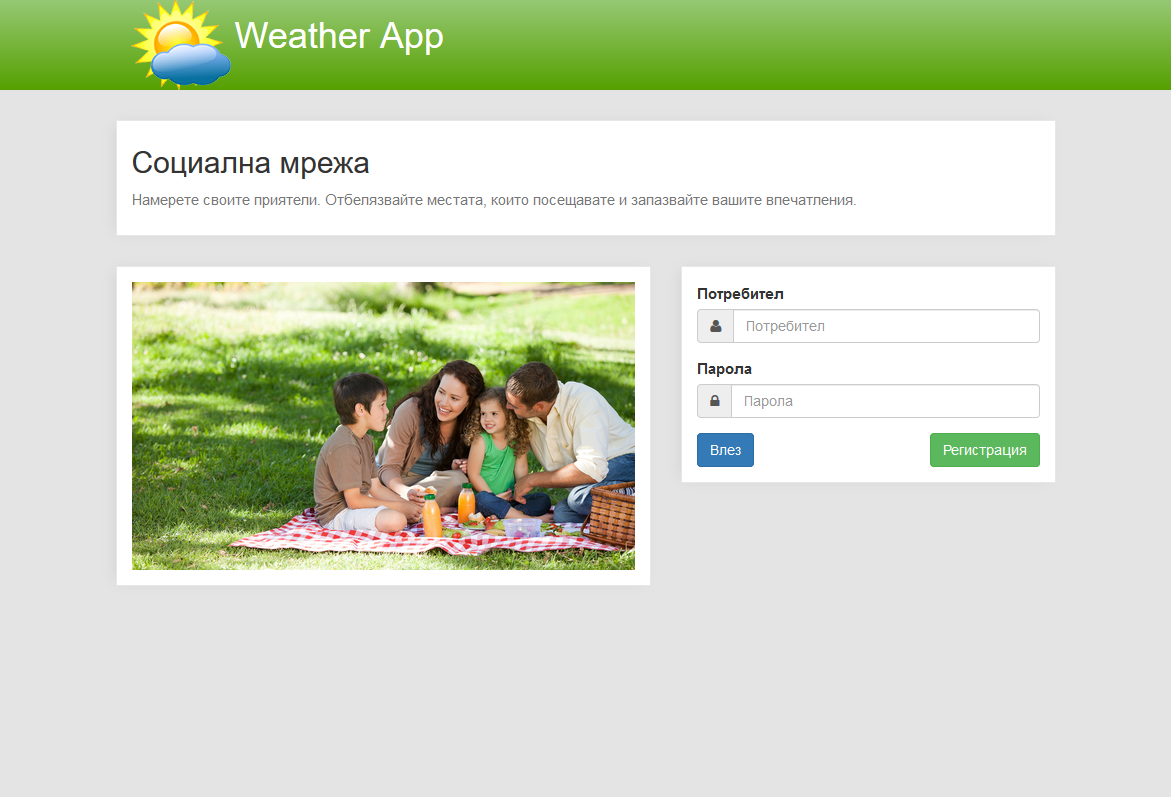 Weather App
Социална мрежа
Намерете своите приятели. Отбелязвайте местата, които посещавате и запазвайте вашите впечатления.
Потребител
Потребител
Парола
Парола
Влез
Регистрация